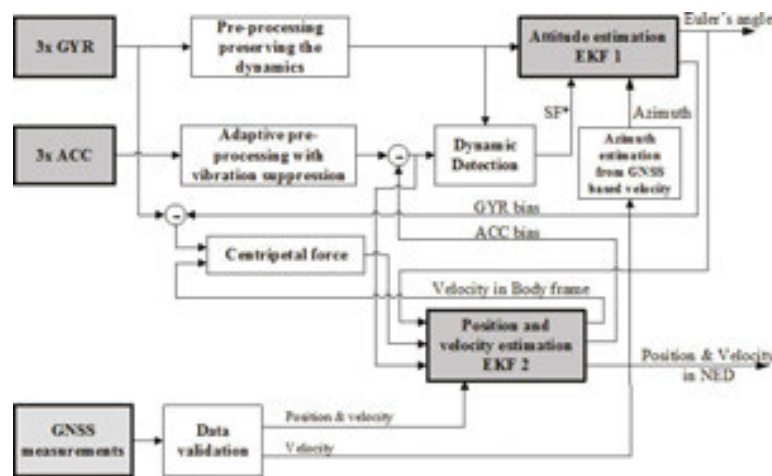 Euler's angle
3x GYR
Pre-processing
preserving the
dynamics
Attitude estimation
EKF 1
SF*
Azimuth
3x ACC
Adaptive pre-
processing with
vibration suppression
-
Dynamic
Detection
Azimuth
estimation
from GNSS
based velocity
GYR bias
-
ACC bias
Centripetal force
Velocity in Body frame
Position and
velocity estimation
EKF 2
Position & Velocity
in NED
GNSS
measurements
Data
validation
Position & velocity
Velocity